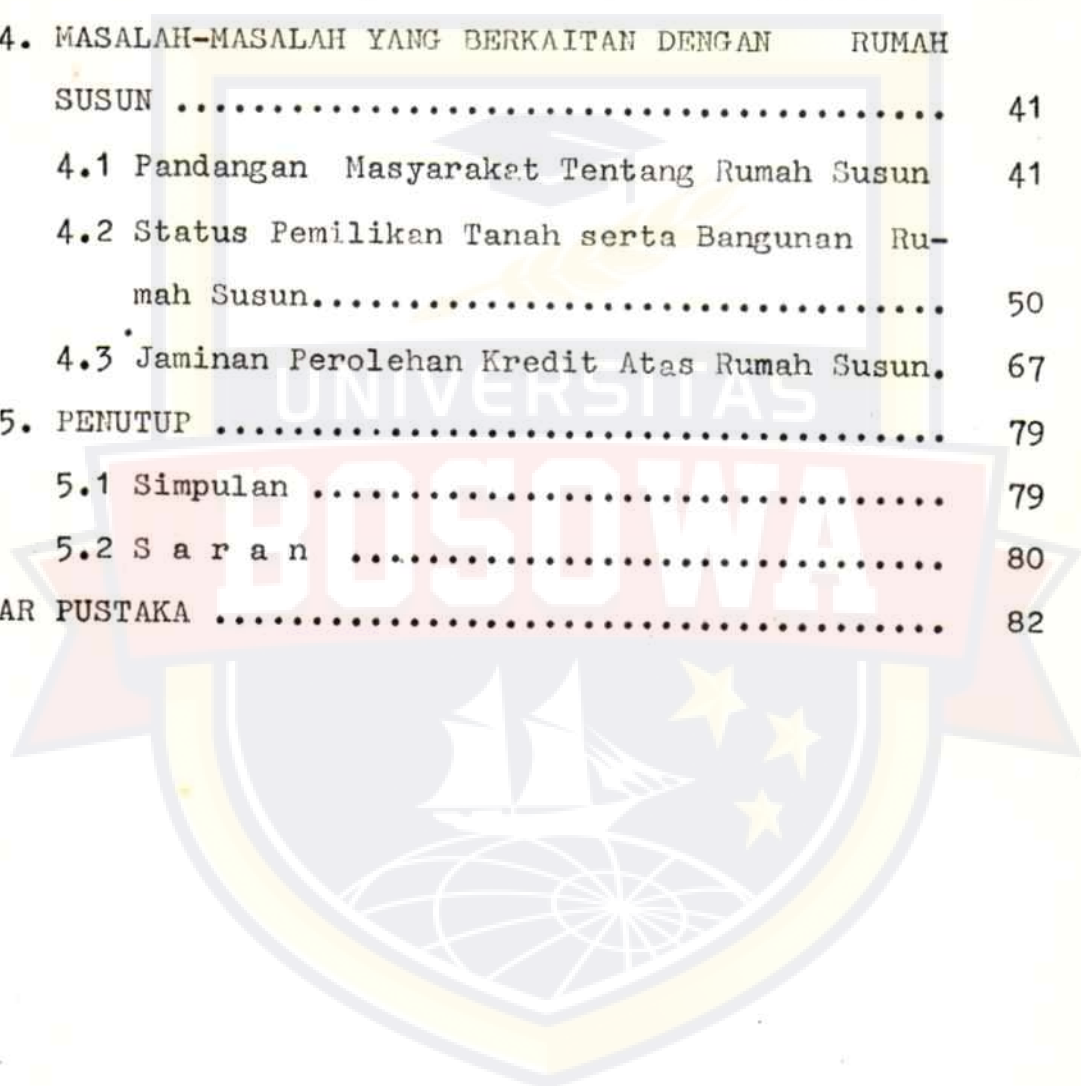 4. MASALAH-MASALAH YANG BERKAITAN DENGAN RUMAH
SUSUN ........................................ 41
4.1 Pandangan Masyarakat Tentang Rumah Susun 41
4.2 Status Pemilikan Tanah serta Bangunan Ru-
mah Susun................................. 50
4.3 Jaminan Perolehan Kredit Atas Rumah Susun. 67
UNIVERSITAS
5. PENUTUP ....................................... 79
5.1 Simpulan ................................. 79
BOSOWA
5.2 S a r a n ............................... 80
AR PUSTAKA ...................................... 82